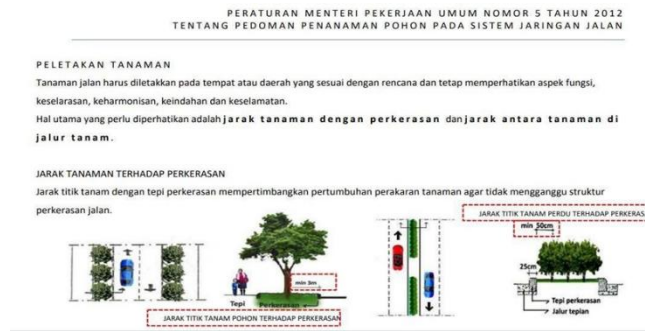 PERATURAN MENTERI PEKERJAAN UMUM NOMOR 5 TAHUN 2012
TENTANG PEDOMAN PENANAMAN POHON PADA SISTEM JARINGAN JALAN
PELETAKAN TANAMAN
Tanaman jalan harus diletakkan pada tempat atau daerah yang sesuai dengan rencana dan tetap memperhatikan aspek fungsi,
keselarasan, keharmonisan, keindahan dan keselamatan.
Hal utama yang perlu diperhatikan adalah jarak tanaman dengan perkerasan dan jarak antara tanaman di
jalur tanam.
JARAK TANAMAN TERHADAP PERKERASAN
Jarak titik tanam dengan tepi perkerasan mempertimbangkan pertumbuhan perakaran tanaman agar tidak mengganggu struktur
perkerasan jalan.
JARAK TITIK TANAM PERDU TERHADAP PERKERAS
min 50cm
25cm
min 3m
Tepi Perkerasan
JARAK TITIK TANAM POHON TERHADAP PERKERASAN
Tepi perkerasan
Jalur tepian